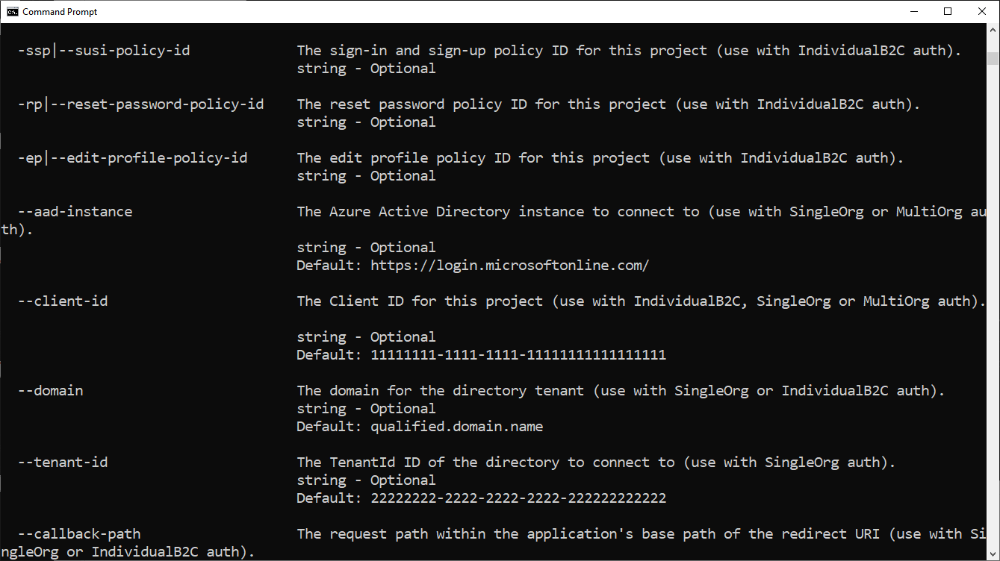 Command Prompt
-ssp|--susi-policy-id The sign-in and sign-up policy ID for this project (use with IndividualB2C auth).
string - Optional
-rp|--reset-password-policy-id The reset password policy ID for this project (use with IndividualB2C auth).
string - Optional
-ep|--edit-profile-policy-id The edit profile policy ID for this project (use with IndividualB2C auth).
string - Optional
--aad-instance The Azure Active Directory instance to connect to (use with SingleOrg or MultiOrg au
th).
string - Optional
Default: https://login.microsoftonline.com/
--client-id The Client ID for this project (use with IndividualB2C, SingleOrg or MultiOrg auth).
string - Optional
Default: 11111111-1111-1111-11111111111111111
--domain The domain for the directory tenant (use with SingleOrg or IndividualB2C auth).
string - Optional
Default: qualified.domain.name
--tenant-id The TenantId ID of the directory to connect to (use with SingleOrg auth).
string - Optional
Default: 22222222-2222-2222-2222-222222222222
--callback-path The request path within the application's base path of the redirect URI (use with Si
ngleOrg or IndividualB2C auth).